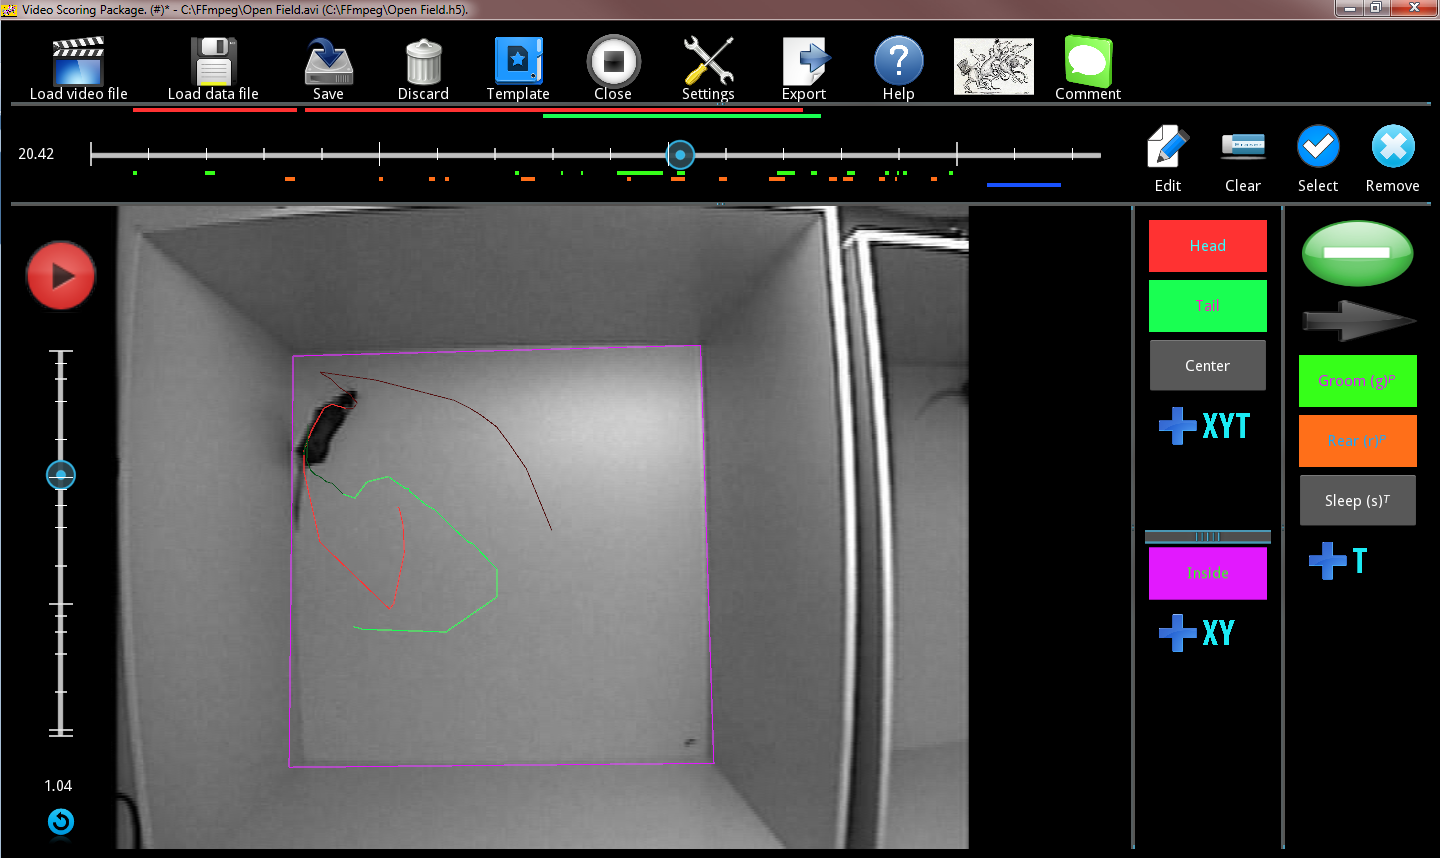 Video Scoring Package. (#)* - C:\FFmpeg\Open Field.avi (C:\FFmpeg\Open Field.h5).
Load video file
Load data file
Save
Discard
Template
Close
Settings
Export
Help
Comment
20.42
Edit
Clear
Select
Remove
Head
Tail
Center
XYT
Inside
XY
Groom (g)ᴾ
Rear (r)ᴾ
Sleep (s)ᵀ
T
1.04